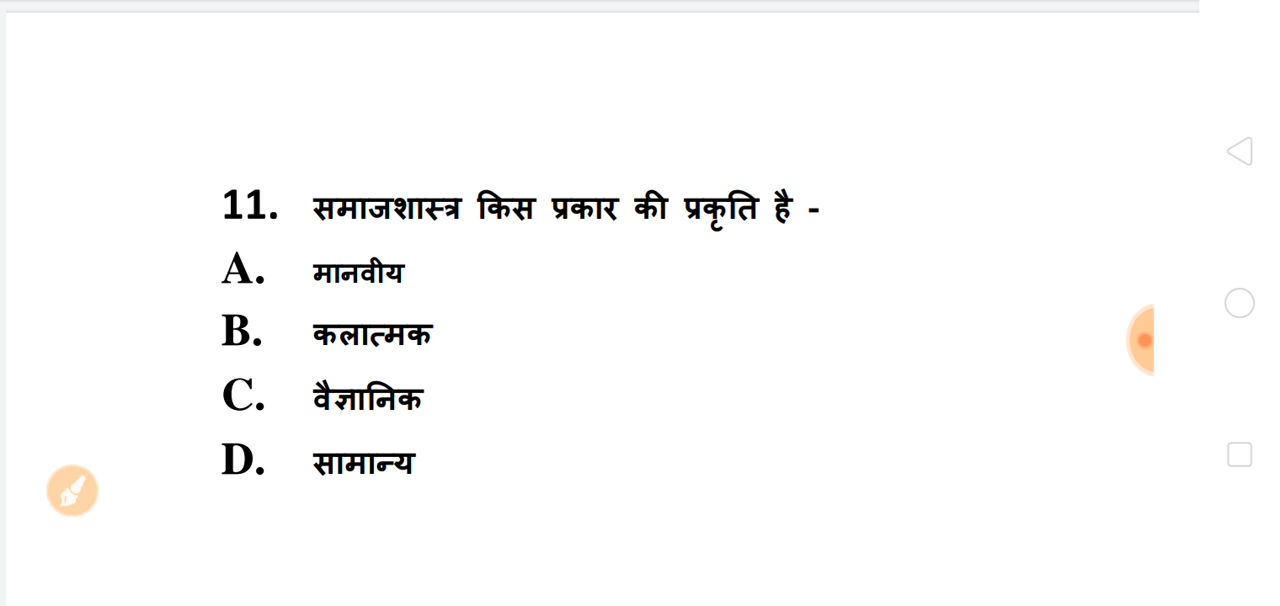 11. समाजशास्त्र किस प्रकार की प्रकृति है -
A. मानवीय
B. कलात्मक
C. वैज्ञानिक
D. सामान्य